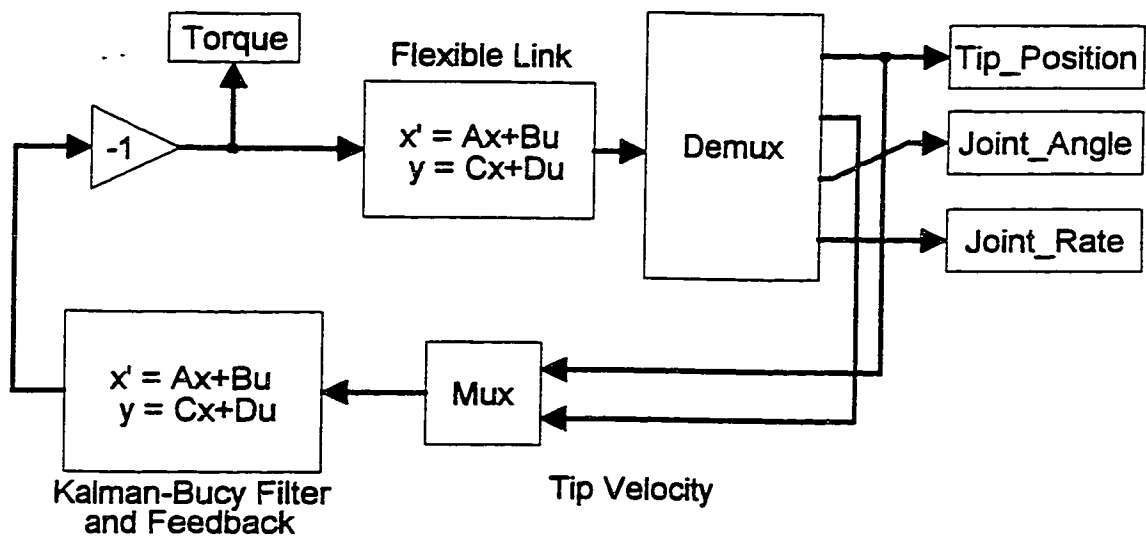 Torque
Flexible Link
Tip_Position
-1
x' = Ax+Bu
y = Cx+Du
Demux
Joint_Angle
Joint_Rate
x' = Ax+Bu
y = Cx+Du
Mux
Kalman-Bucy Filter
and Feedback
Tip Velocity